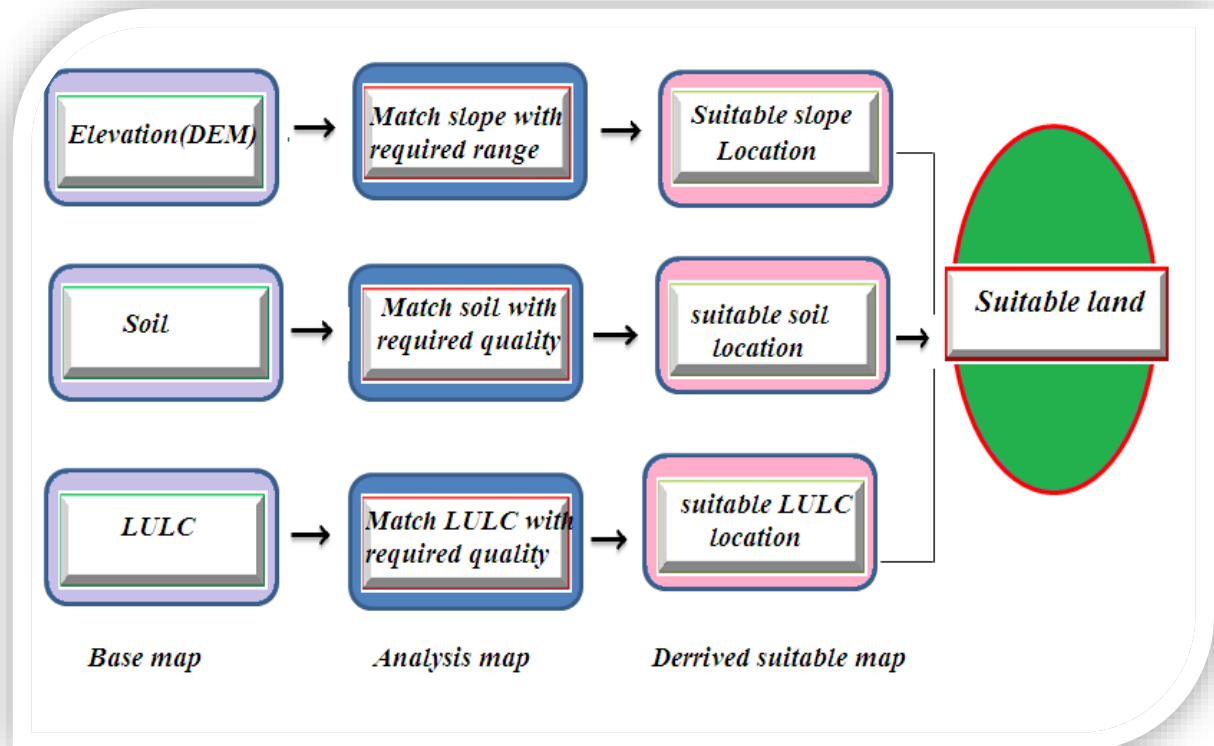 Elevation(DEM)
Match slope with
required range
Suitable slope
Location
Soil
Match soil with
required quality
suitable soil
location
Suitable land
LULC
Match LULC with
required quality
suitable LULC
location
Base map
Analysis map
Derrived suitable map